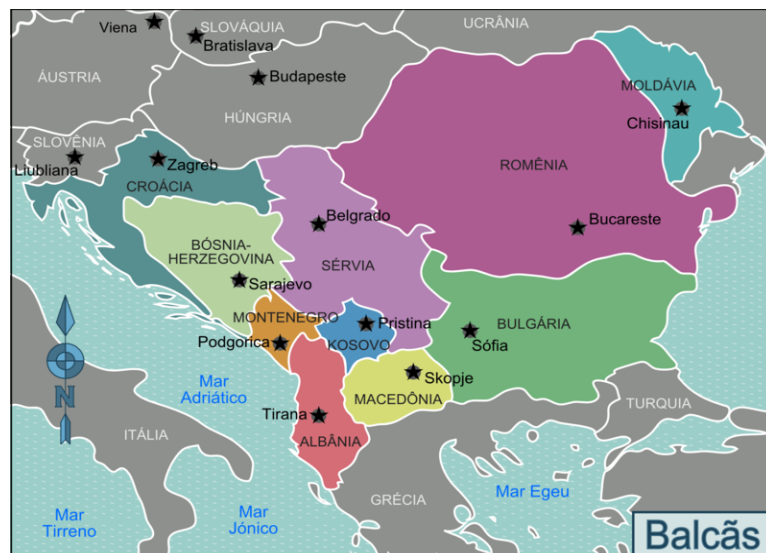 Viena
SLOVÁQUIA
UCRÂNIA
Bratislava
ÁUSTRIA
Budapeste
MOLDÁVIA
HÚNGRIA
Chisinau
SLOVÊNIA
Liubliana
Zagreb
CROÁCIA
ROMÊNIA
Belgrado
Bucareste
BÓSNIA-
HERZEGOVINA
SÉRVIA
Sarajevo
MONTENEGRO
Pristina
BULGÁRIA
Podgorica
KOSOVO
Sófia
Skopje
Mar
Adriático
MACEDÔNIA
TURQUIA
N
Tirana
ITÁLIA
ALBÂNIA
GRÉCIA
Mar Egeu
Mar
Tirreno
Mar
Jónico
Balcãs